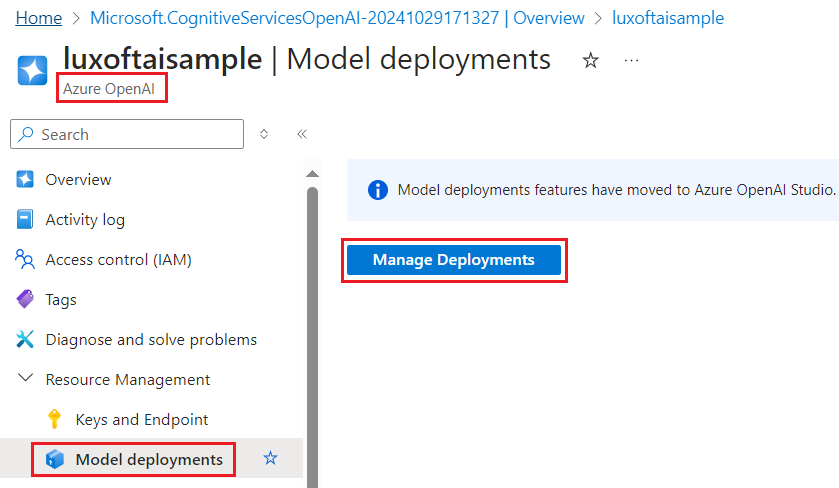 Home > Microsoft.CognitiveServicesOpenAI-20241029171327 | Overview > luxoftaisample
luxoftaisample | Model deployments
Azure OpenAI
Search
Model deployments features have moved to Azure OpenAI Studio.
Manage Deployments
Overview
Activity log
Access control (IAM)
Tags
Diagnose and solve problems
Resource Management
Keys and Endpoint
Model deployments